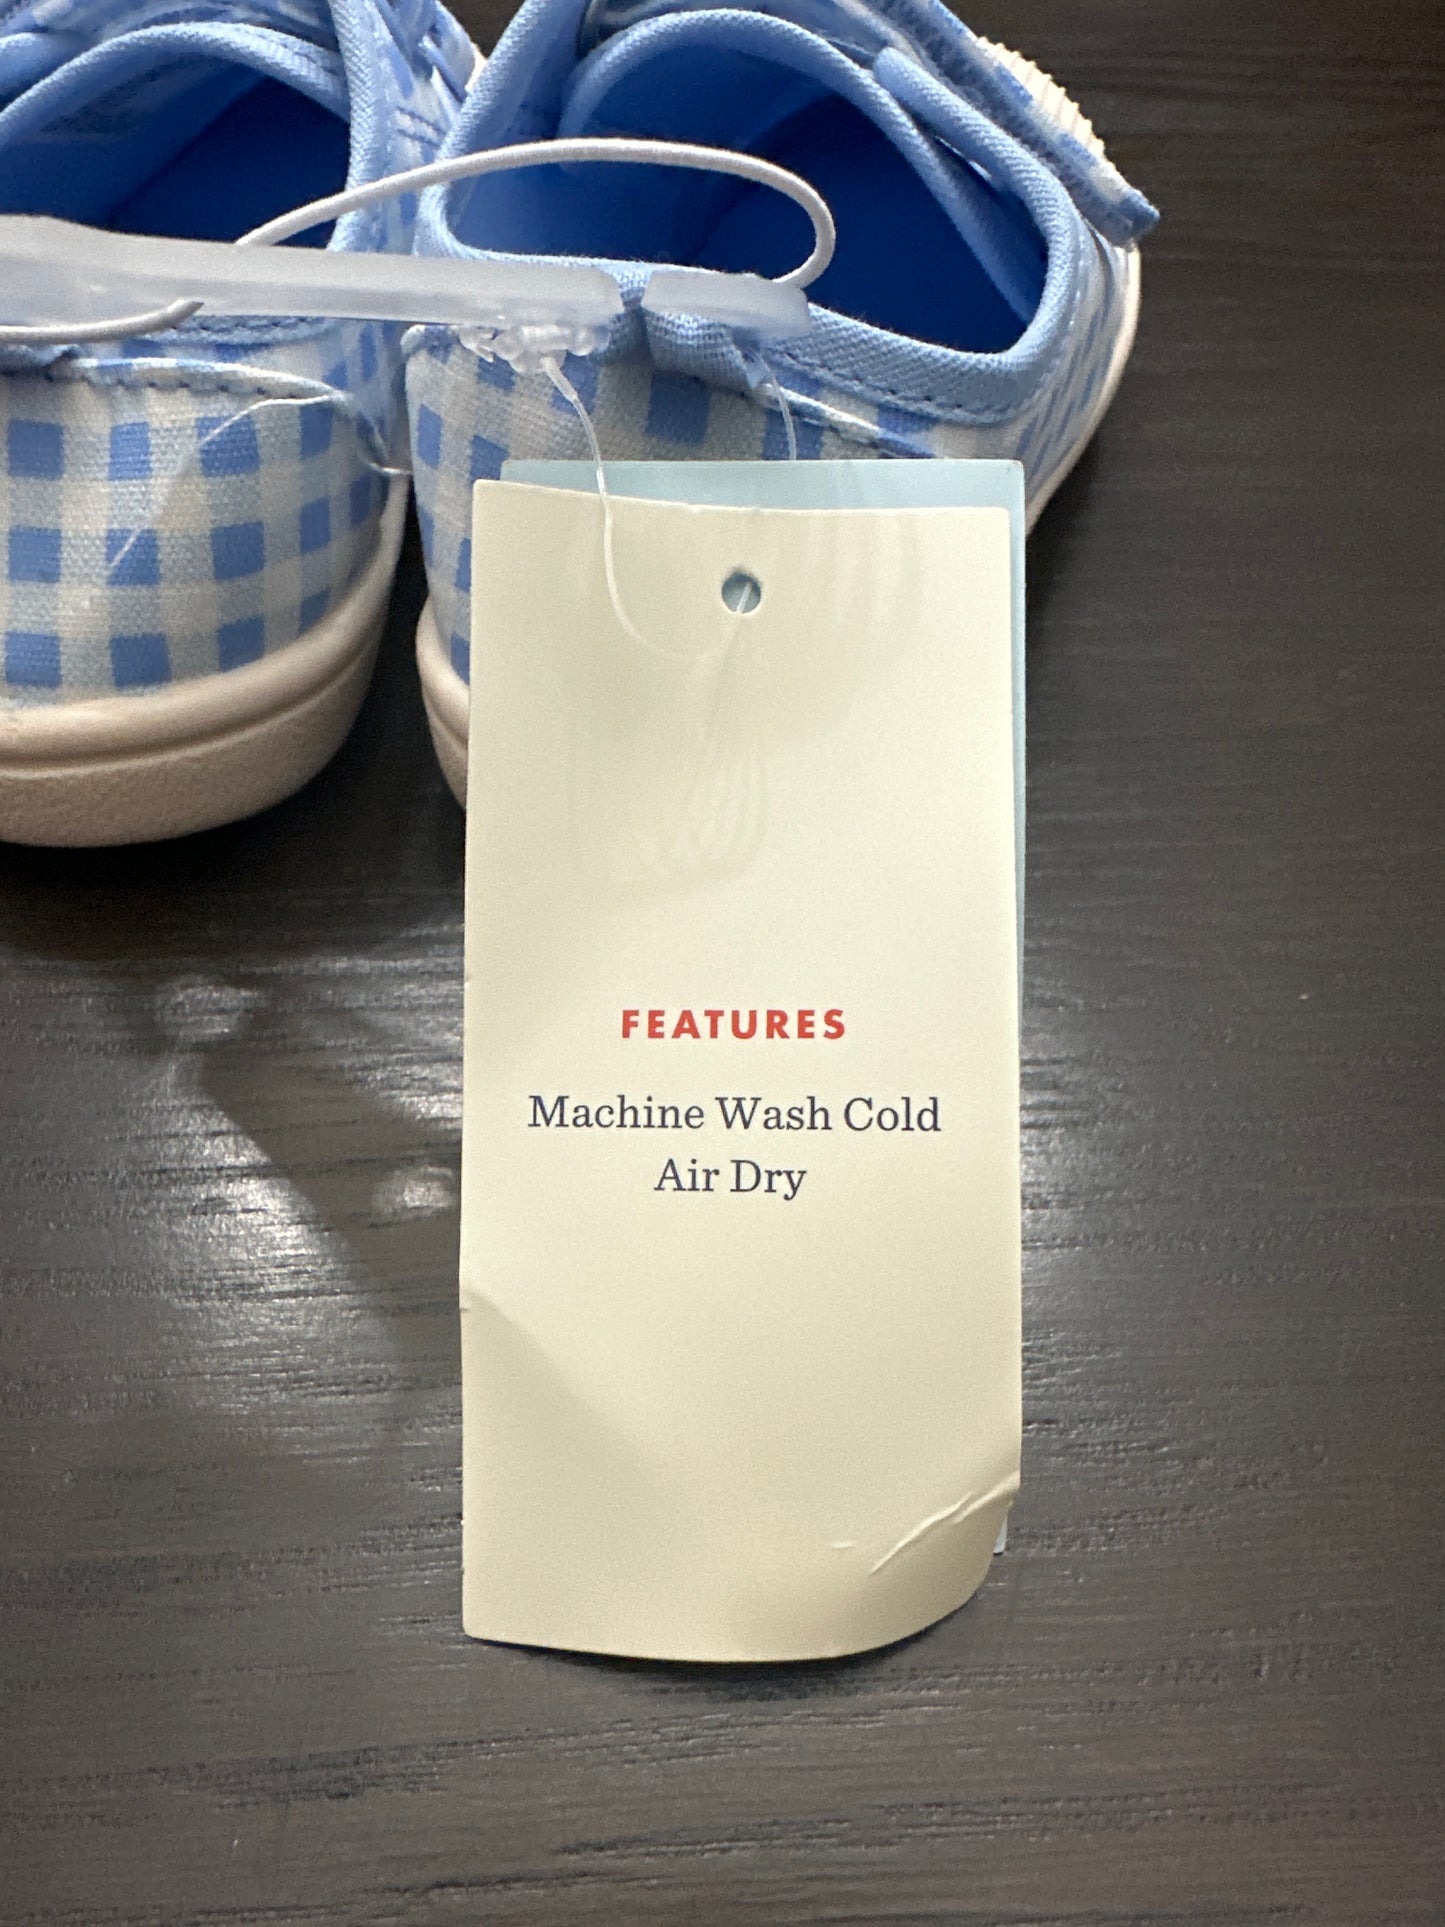 FEATURES
Machine Wash Cold
Air Dry